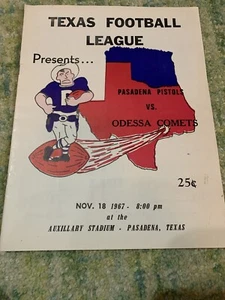 TEXAS FOOTBALL
LEAGUE
Presents...
PASADENA PISTOLS
VS.
ODESSA COMETS
25¢
NOV. 18 1967 - 8:00 pm
at the
AUXILLARY STADIUM - PASADENA, TEXAS